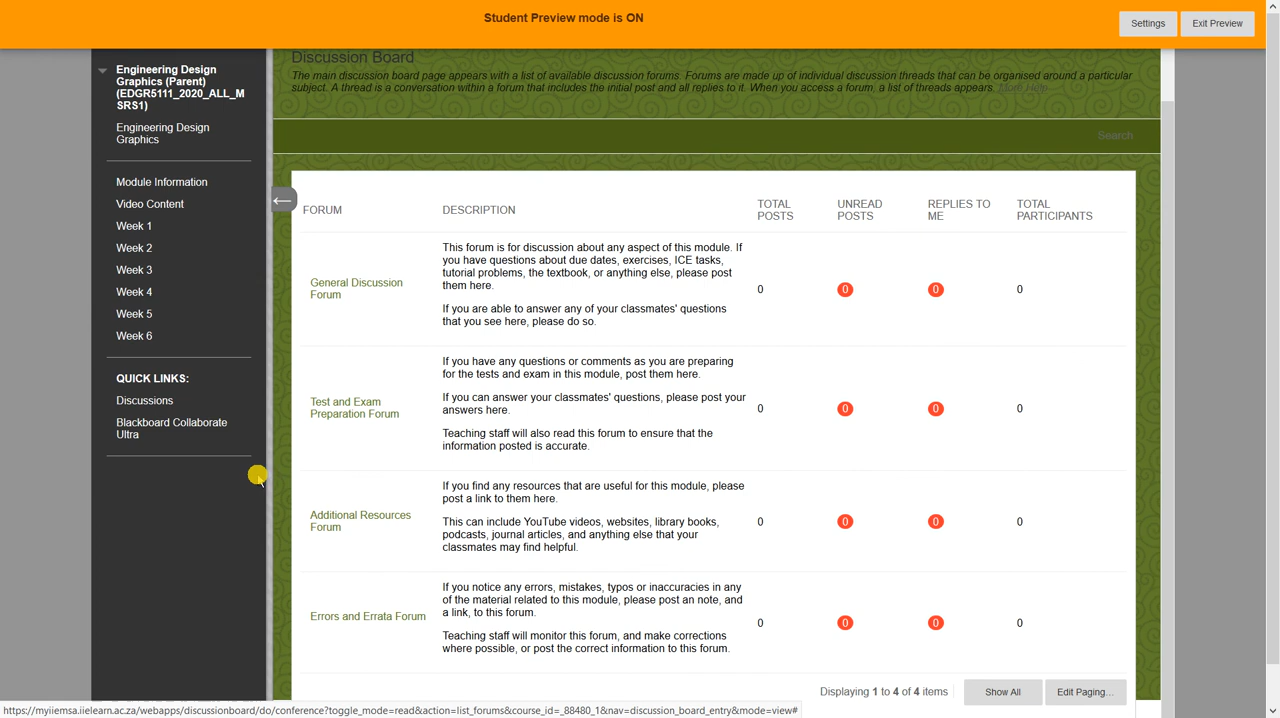 Student Preview mode is ON
Settings
Exit Preview
Engineering Design
Graphics (Parent)
(EDGR5111_2020_ALL_M
SRS1)
Engineering Design
Graphics
Module Information
Video Content
Week 1
Week 2
Week 3
Week 4
Week 5
Week 6
QUICK LINKS:
Discussions
Blackboard Collaborate
Ultra
Discussion Board
The main discussion board page appears with a list of available discussion forums. Forums are made up of individual discussion threads that can be organised around a particular
subject. A thread is a conversation within a forum that includes the initial post and all replies to it. When you access a forum, a list of threads appears. More Help
Search
FORUM
DESCRIPTION
TOTAL
POSTS
UNREAD
POSTS
REPLIES TO
ME
TOTAL
PARTICIPANTS
General Discussion
Forum
This forum is for discussion about any aspect of this module. If
you have questions about due dates, exercises, ICE tasks,
tutorial problems, the textbook, or anything else, please post
them here.
If you are able to answer any of your classmates' questions
that you see here, please do so.
0
0
0
0
Test and Exam
Preparation Forum
If you have any questions or comments as you are preparing
for the tests and exam in this module, post them here.
If you can answer your classmates' questions, please post your
answers here.
Teaching staff will also read this forum to ensure that the
information posted is accurate.
0
0
0
0
Additional Resources
Forum
If you find any resources that are useful for this module, please
post a link to them here.
This can include YouTube videos, websites, library books,
podcasts, journal articles, and anything else that your
classmates may find helpful.
0
0
0
0
Errors and Errata Forum
If you notice any errors, mistakes, typos or inaccuracies in any
of the material related to this module, please post an note, and
a link, to this forum.
Teaching staff will monitor this forum, and make corrections
where possible, or post the correct information to this forum.
0
0
0
0
Displaying 1 to 4 of 4 items
Show All
Edit Paging...
https://myiiemsa.iielearn.ac.za/webapps/discussionboard/do/conference?toggle_mode=read&action=list_forums&course_id=_88480_1&nav=discussion_board_entry&mode=view#